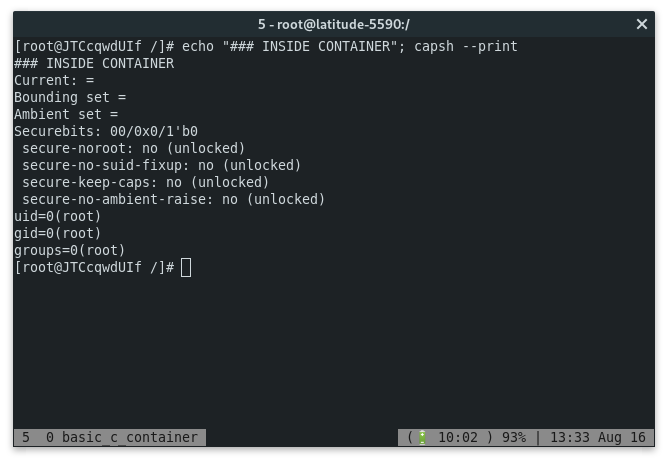 5 - root@latitude-5590:/
[root@JTCcqwdUIf /]# echo "### INSIDE CONTAINER"; capsh --print
### INSIDE CONTAINER
Current: =
Bounding set =
Ambient set =
Securebits: 00/0x0/1'b0
 secure-noroot: no (unlocked)
 secure-no-suid-fixup: no (unlocked)
 secure-keep-caps: no (unlocked)
 secure-no-ambient-raise: no (unlocked)
uid=0(root)
gid=0(root)
groups=0(root)
[root@JTCcqwdUIf /]#
5  0 basic_c_container (🔋 10:02 ) 93% | 13:33 Aug 16